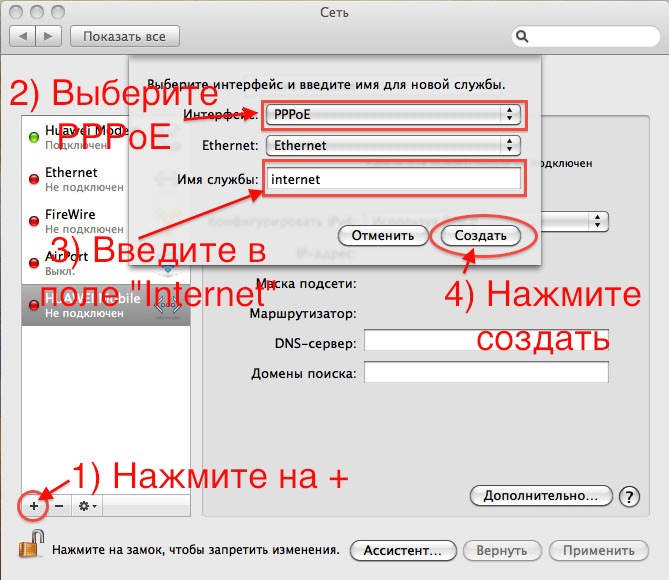 Сеть
Показать все
Выберите интерфейс и введите имя для новой службы.
2) Выберите
PPPoE
Интерфейс: PPPoE
Ethernet: Ethernet
Имя службы: internet
Отменить Создать
Huawei Mode
Подключен
Ethernet
Не подключен
FireWire
Не подключен
AirPort
Выкл.
HUAWEI Mobile
Не подключен
3) Введите в
поле "Internet"
4) Нажмите
создать
одключен
Конфигурировать IPv4:
IP-адрес:
Маска подсети:
Маршрутизатор:
DNS-сервер:
Домены поиска:
1) Нажмите на +
+ −
Дополнительно... ?
Нажмите на замок, чтобы запретить изменения.
Ассистент... Вернуть Применить